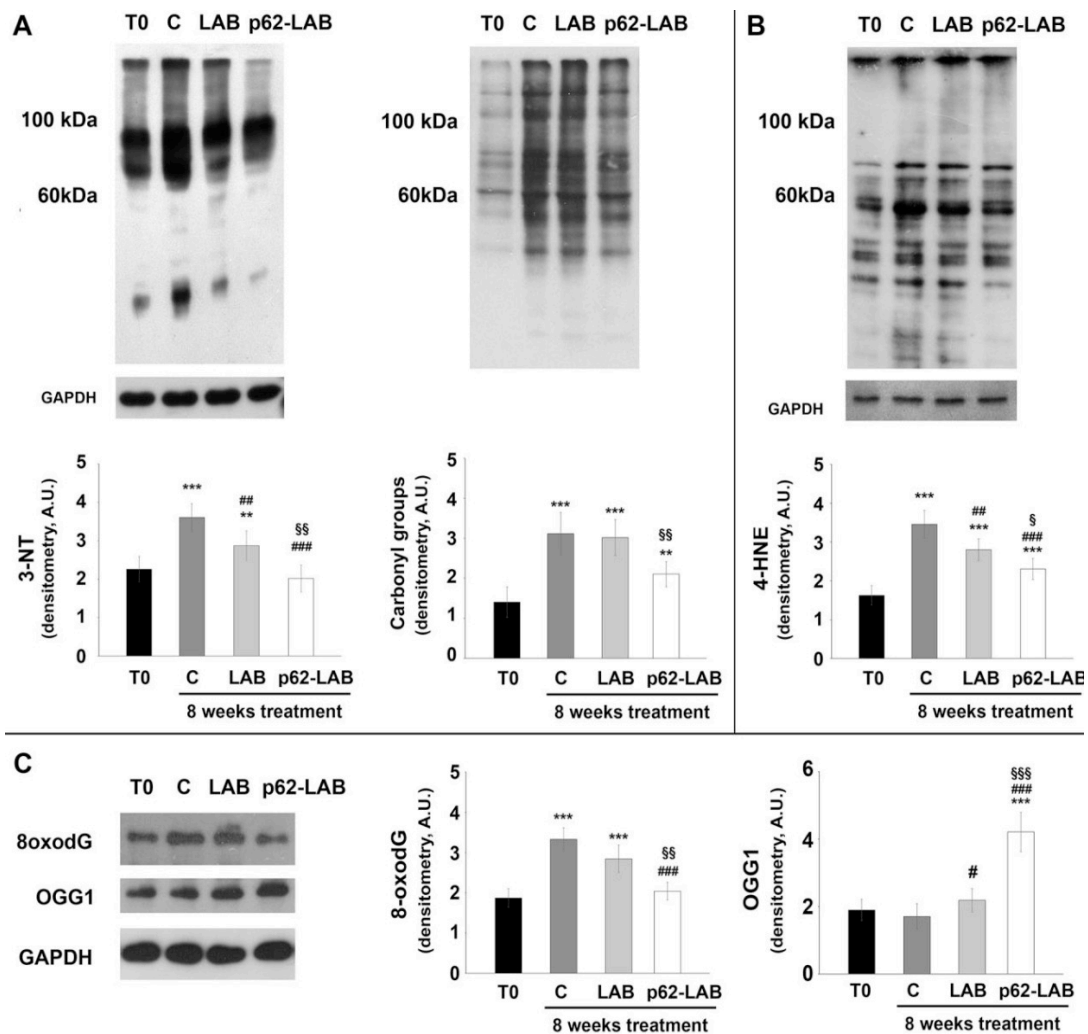 A
T0 C LAB p62-LAB
100 kDa
60kDa
GAPDH
T0 C LAB p62-LAB
100 kDa
60kDa
B
T0 C LAB p62-LAB
100 kDa
60kDa
GAPDH
3-NT
(densitometry, A.U.)
5
4
3
2
1
0
***
##
**
§§
###
T0 C LAB p62-LAB
8 weeks treatment
Carbonyl groups
(densitometry, A.U.)
5
4
3
2
1
0
***
***
§§
**
T0 C LAB p62-LAB
8 weeks treatment
4-HNE
(densitometry, A.U.)
5
4
3
2
1
0
***
##
***
§
###
***
T0 C LAB p62-LAB
8 weeks treatment
C
T0 C LAB p62-LAB
8oxodG
OGG1
GAPDH
8-oxodG
(densitometry, A.U.)
5
4
3
2
1
0
***
***
§§
###
T0 C LAB p62-LAB
8 weeks treatment
OGG1
(densitometry, A.U.)
6
4
2
0
#
§§§
###
***
T0 C LAB p62-LAB
8 weeks treatment